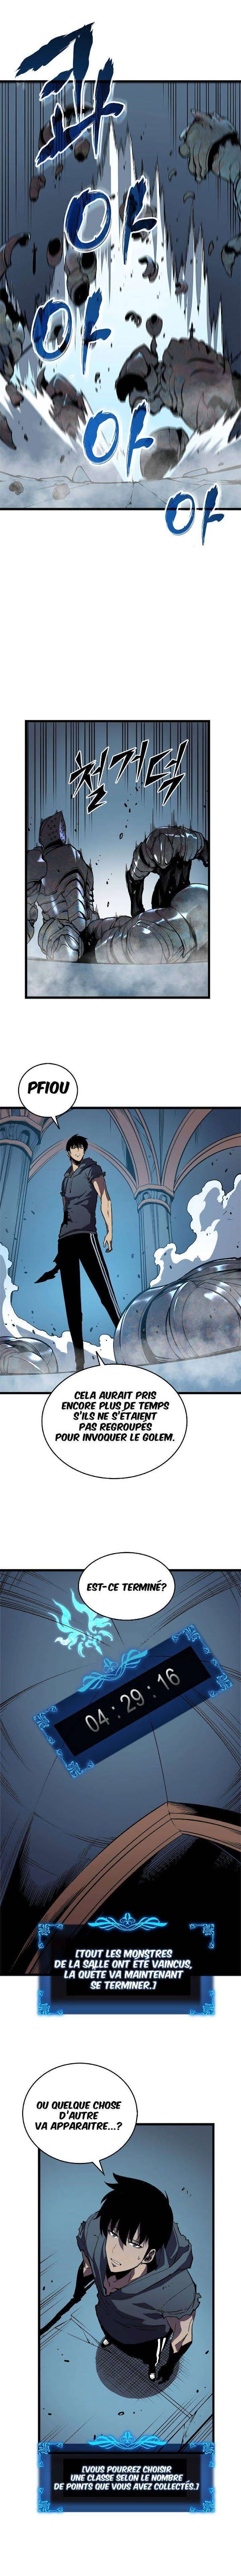 콰
아
아
아
아
철거덕
PFIOU
CELA AURAIT PRIS
ENCORE PLUS DE TEMPS
S'ILS NE S'ÉTAIENT
PAS REGROUPÉS
POUR INVOQUER LE GOLEM.
EST-CE TERMINÉ?
04 : 29 : 16
[TOUT LES MONSTRES
DE LA SALLE ONT ÉTÉ VAINCUS,
LA QUÊTE VA MAINTENANT
SE TERMINER.]
OU QUELQUE CHOSE
D'AUTRE
VA APPARAITRE...?
[VOUS POURREZ CHOISIR
UNE CLASSE SELON LE NOMBRE
DE POINTS QUE VOUS AVEZ COLLECTÉS.]